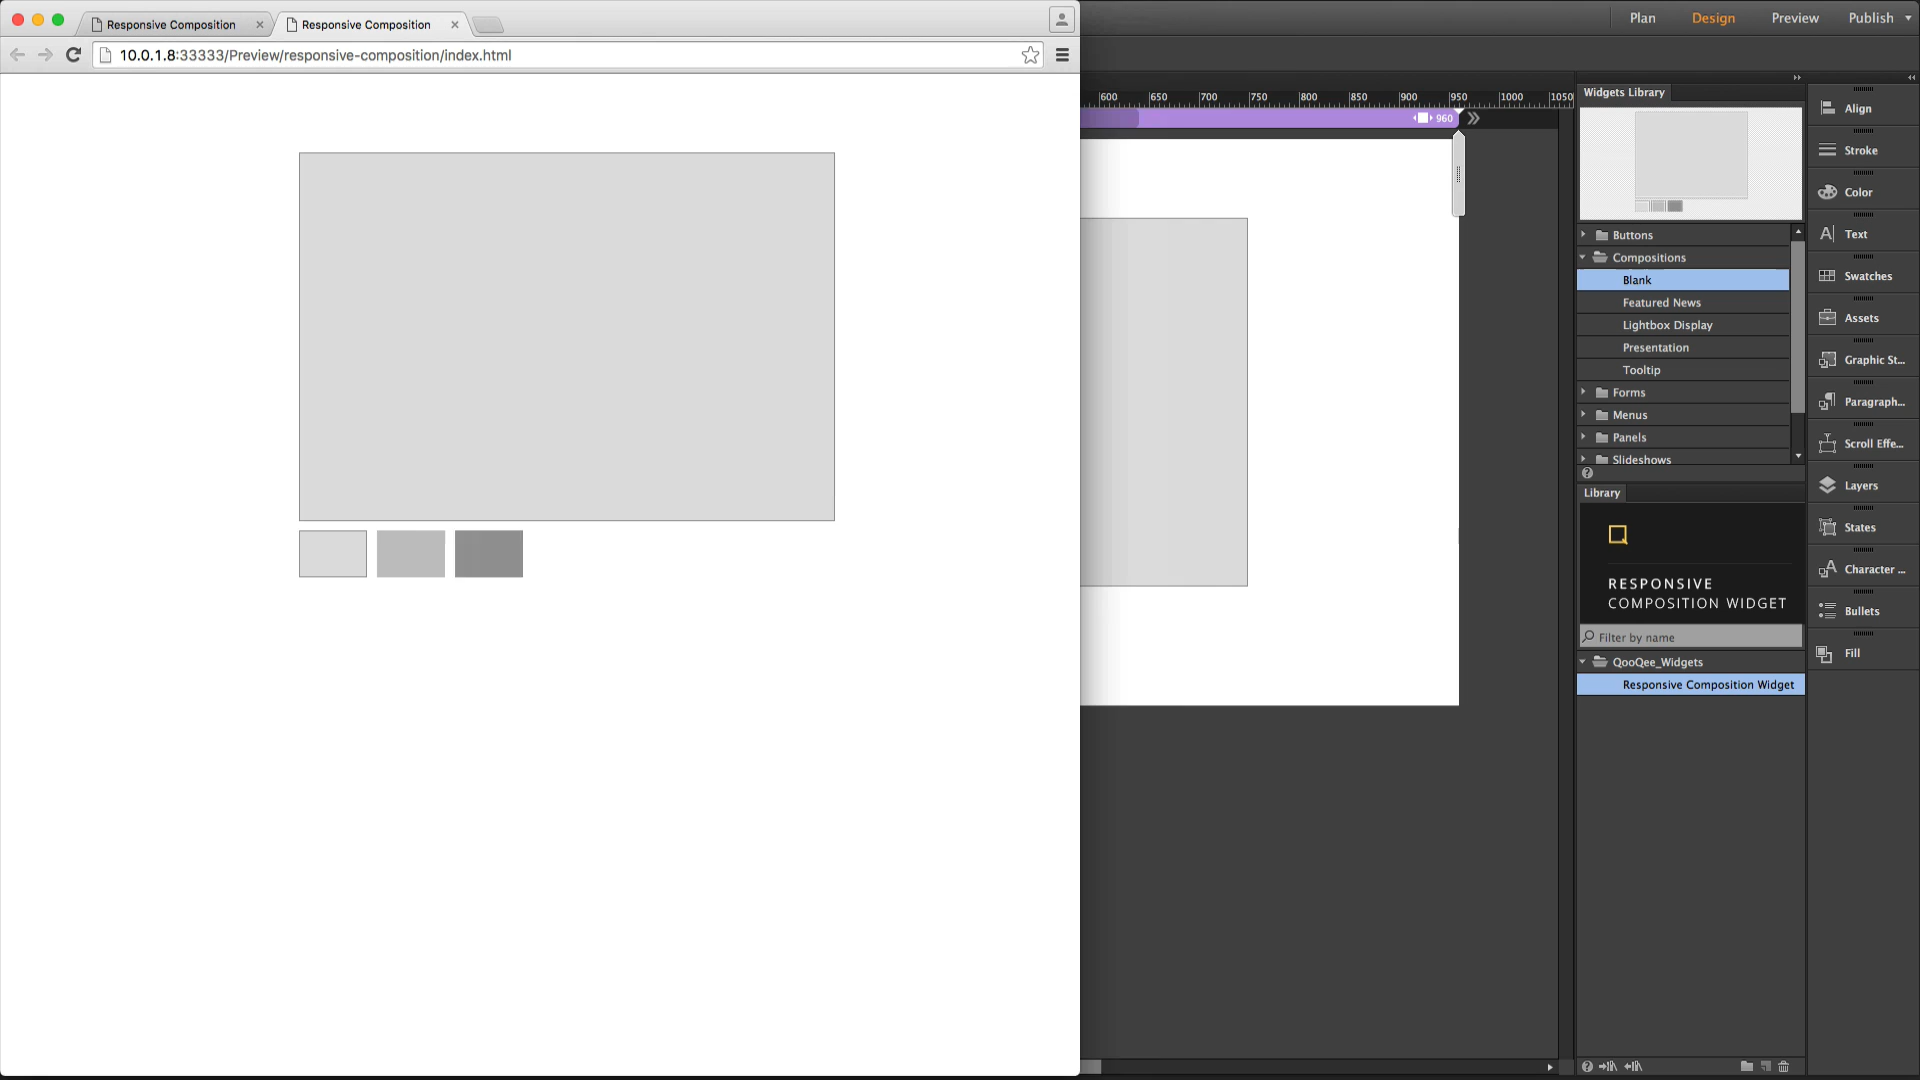 Responsive Composition
Responsive Composition
10.0.1.8:33333/Preview/responsive-composition/index.html
Plan
Design
Preview
Publish
600
650
700
750
800
850
900
950
1000
1050
960
Widgets Library
Buttons
Compositions
Blank
Featured News
Lightbox Display
Presentation
Tooltip
Forms
Menus
Panels
Slideshows
Library
RESPONSIVE
COMPOSITION WIDGET
Filter by name
QooQee_Widgets
Responsive Composition Widget
Align
Stroke
Color
Text
Swatches
Assets
Graphic St...
Paragraph...
Scroll Effe...
Layers
States
Character ...
Bullets
Fill